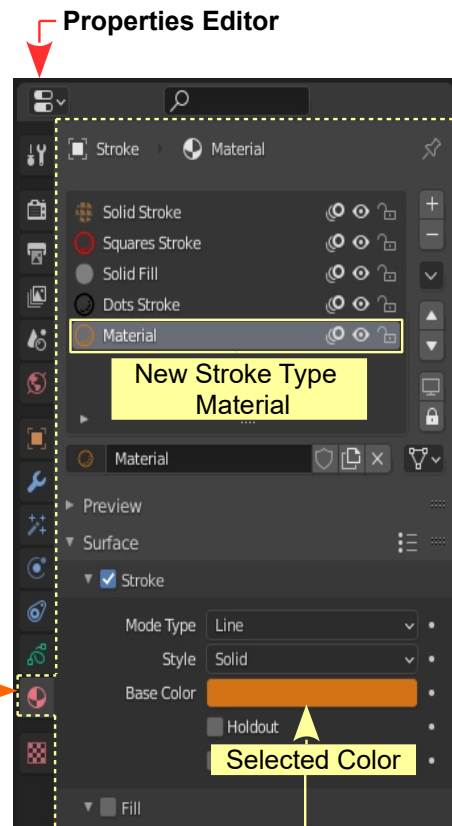 Properties Editor
Stroke Material
Solid Stroke
Squares Stroke
Solid Fill
Dots Stroke
Material
New Stroke Type
Material
Material
Preview
Surface
Stroke
Mode Type Line
Style Solid
Base Color
Holdout
Selected Color
Fill